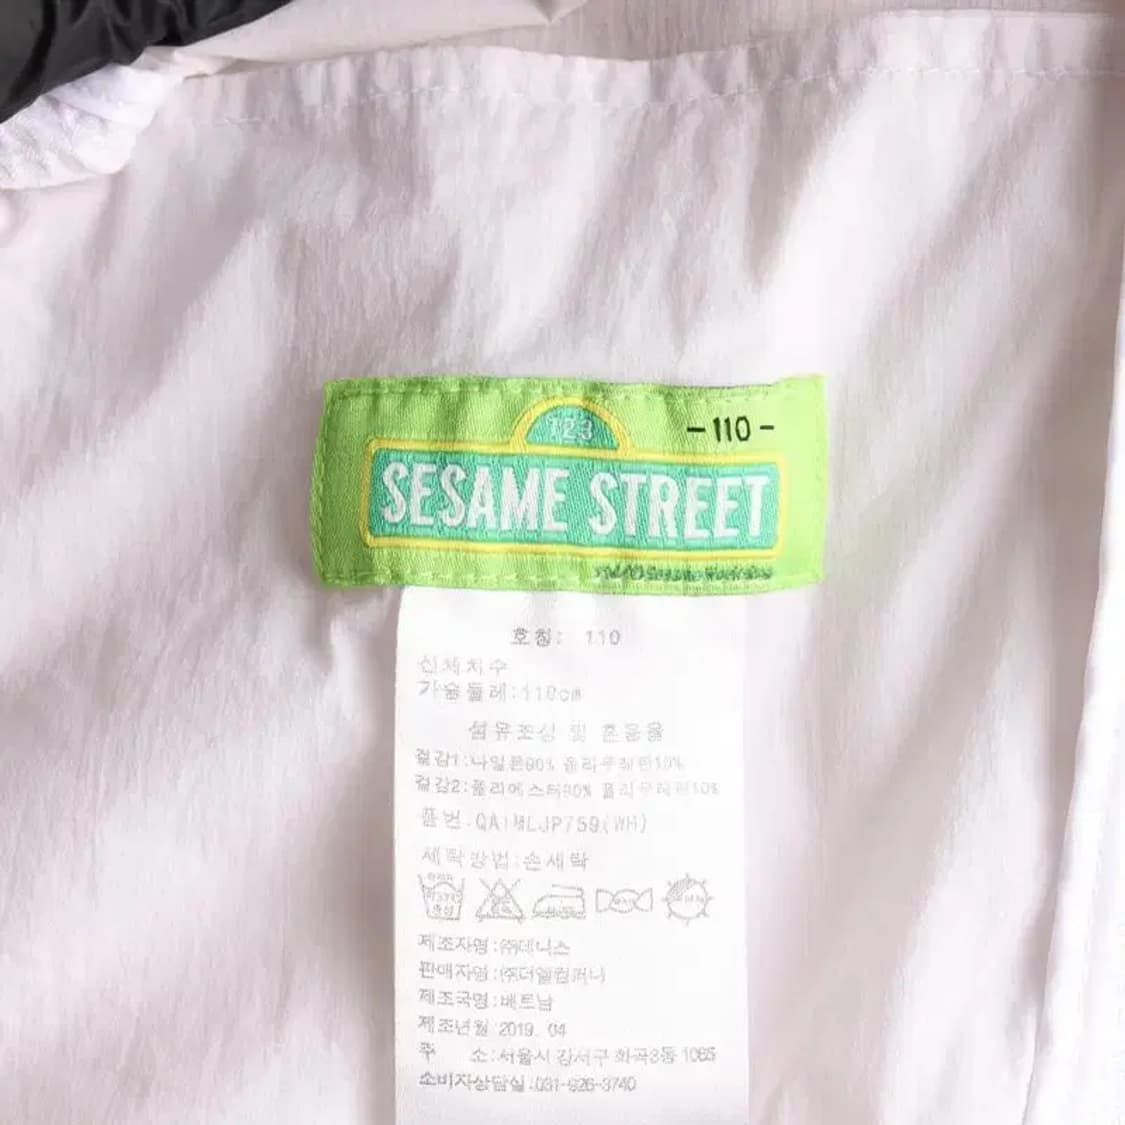 123
-110-
SESAME STREET
호칭: 110
신체치수
가슴둘레:110cm
섬유조성 및 혼용율
겉감1:나일론90% 폴리우레탄10%
겉감2:폴리에스터90% 폴리우레탄10%
품번:QA1MLJP759(WH)
세탁방법:손세탁
제조자명:㈜데니스
판매자명:㈜더엘컴퍼니
제조국명:베트남
제조년월 2019. 04
주 소:서울시 강서구 화곡3동 1065
소비자상담실:031-926-3740